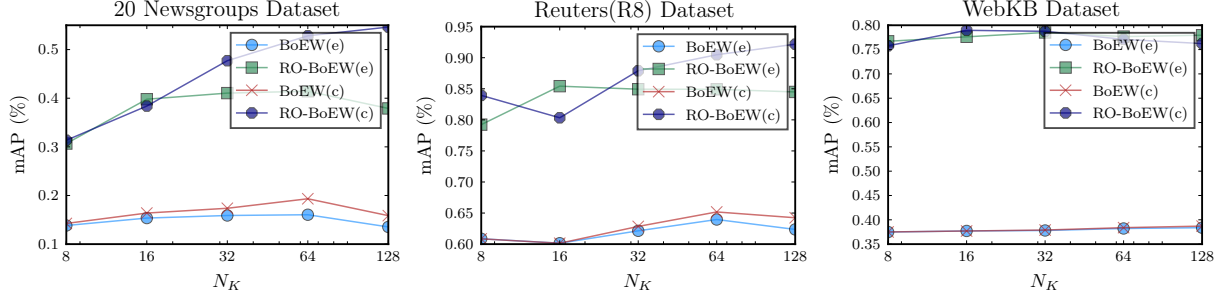 20 Newsgroups Dataset
mAP (%)
0.5
0.4
0.3
0.2
0.1
8
16
32
64
128
N_K
BoEW(e)
RO-BoEW(e)
BoEW(c)
RO-BoEW(c)
Reuters(R8) Dataset
mAP (%)
0.95
0.90
0.85
0.80
0.75
0.70
0.65
0.60
8
16
32
64
128
N_K
BoEW(e)
RO-BoEW(e)
BoEW(c)
RO-BoEW(c)
WebKB Dataset
mAP (%)
0.80
0.75
0.70
0.65
0.60
0.55
0.50
0.45
0.40
0.35
8
16
32
64
128
N_K
BoEW(e)
RO-BoEW(e)
BoEW(c)
RO-BoEW(c)